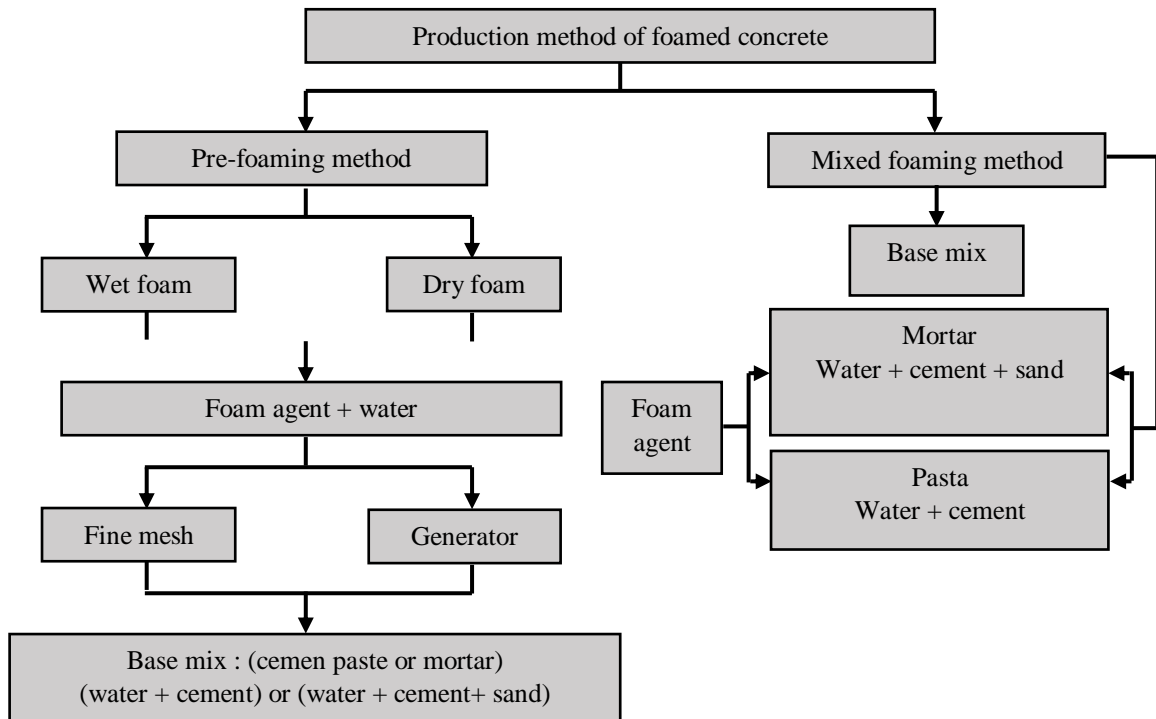 Production method of foamed concrete
Pre-foaming method
Mixed foaming method
Wet foam
Dry foam
Base mix
Foam agent + water
Foam
agent
Mortar
Water + cement + sand
Pasta
Water + cement
Fine mesh
Generator
Base mix : (cemen paste or mortar)
(water + cement) or (water + cement+ sand)